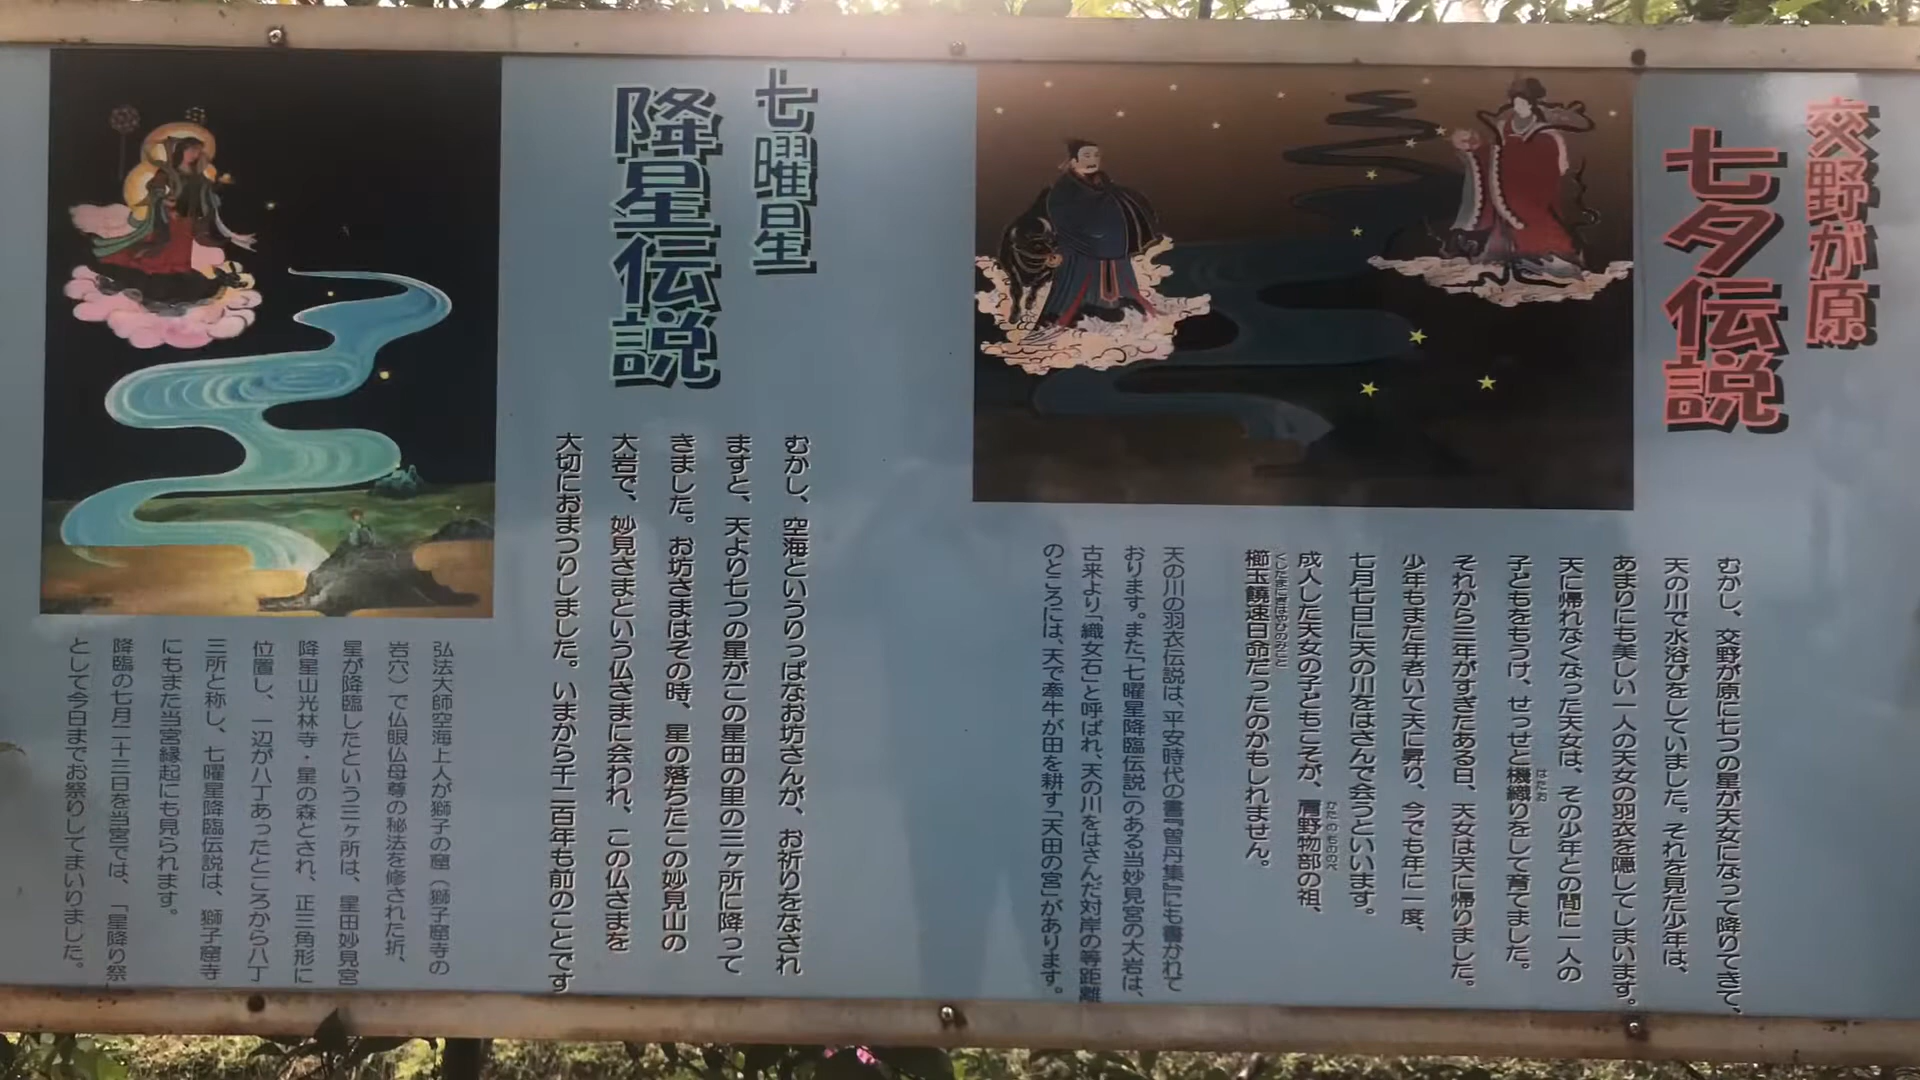 交野が原
七夕伝説
むかし、交野が原に七つの星が天女になって降りてきて、
天の川で水浴びをしていました。それを見た少年は、
あまりにも美しい一人の天女の羽衣を隠してしまいます。
天に帰れなくなった天女は、その少年との間に一人の
子どもをもうけ、せっせと機織りをして育てました。
はたお
それから三年がすぎたある日、天女は天に帰りました。
少年もまた年老いて天に昇り、今でも年に一度、
七月七日に天の川をはさんで会うといいます。
成人した天女の子どもこそが、肩野物部の祖、
かたのもののべ
櫛玉饒速日命だったのかもしれません。
くしたまにぎはやひのみこと
天の川の羽衣伝説は、平安時代の書『曽丹集』にも書かれて
おります。また「七曜星降臨伝説」のある当妙見宮の大岩は、
古来より「織女石」と呼ばれ、天の川をはさんだ対岸の等距離
のところには、天で牽牛が田を耕す「天田の宮」があります。
七曜星
降星伝説
むかし、空海というりっぱなお坊さんが、お祈りをなされ
ますと、天より七つの星がこの星田の里の三ヶ所に降って
きました。お坊さまはその時、星の落ちたこの妙見山の
大岩で、妙見さまという仏さまに会われ、この仏さまを
大切におまつりしました。いまから千二百年も前のことです
弘法大師空海上人が獅子の窟（獅子窟寺の
岩穴）で仏眼仏母尊の秘法を修された折、
星が降臨したという三ヶ所は、星田妙見宮
降星山光林寺・星の森とされ、正三角形に
位置し、一辺が八丁あったところから八丁
三所と称し、七曜星降臨伝説は、獅子窟寺
にもまた当宮縁起にも見られます。
降臨の七月二十三日を当宮では、「星降り祭」
として今日までお祭りしてまいりました。